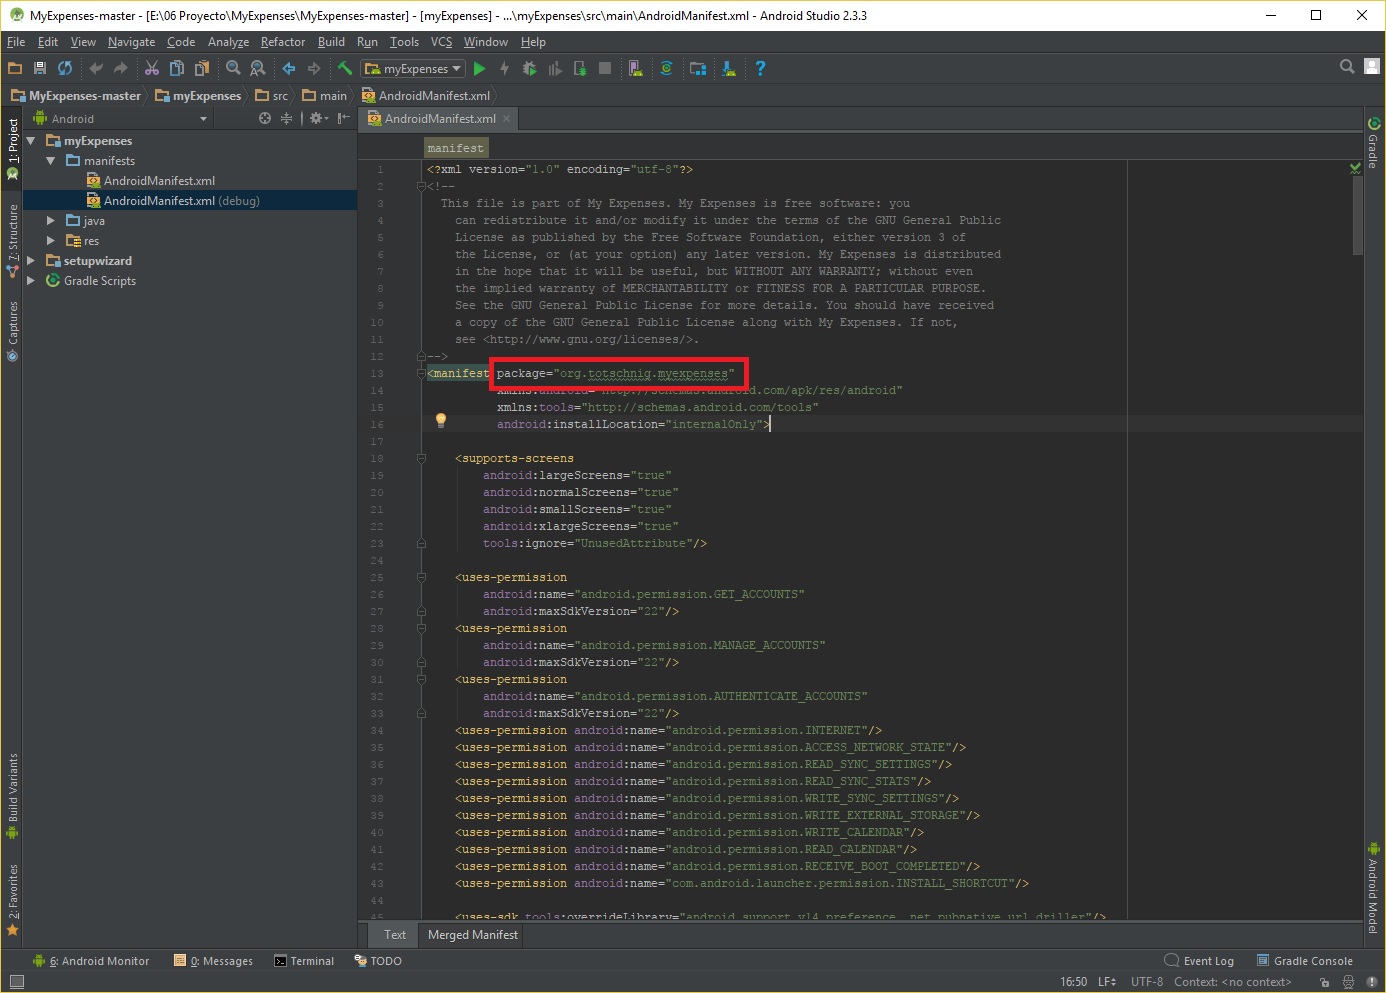 MyExpenses-master - [E:\06 Proyecto\MyExpenses\MyExpenses-master] - [myExpenses] - ...\myExpenses\src\main\AndroidManifest.xml - Android Studio 2.3.3
File Edit View Navigate Code Analyze Refactor Build Run Tools VCS Window Help
myExpenses
MyExpenses-master myExpenses src main AndroidManifest.xml
Android
AndroidManifest.xml
1: Project
7: Structure
Captures
Build Variants
2: Favorites
myExpenses
manifests
AndroidManifest.xml
AndroidManifest.xml (debug)
java
res
setupwizard
Gradle Scripts
manifest
1 <?xml version="1.0" encoding="utf-8"?>
2 <!--
3 This file is part of My Expenses. My Expenses is free software: you
4 can redistribute it and/or modify it under the terms of the GNU General Public
5 License as published by the Free Software Foundation, either version 3 of
6 the License, or (at your option) any later version. My Expenses is distributed
7 in the hope that it will be useful, but WITHOUT ANY WARRANTY; without even
8 the implied warranty of MERCHANTABILITY or FITNESS FOR A PARTICULAR PURPOSE.
9 See the GNU General Public License for more details. You should have received
10 a copy of the GNU General Public License along with My Expenses. If not,
11 see <http://www.gnu.org/licenses/>.
12 -->
13 <manifest package="org.totschnig.myexpenses"
14 xmlns:android="http://schemas.android.com/apk/res/android"
15 xmlns:tools="http://schemas.android.com/tools"
16 android:installLocation="internalOnly">
17
18 <supports-screens
19 android:largeScreens="true"
20 android:normalScreens="true"
21 android:smallScreens="true"
22 android:xlargeScreens="true"
23 tools:ignore="UnusedAttribute"/>
24
25 <uses-permission
26 android:name="android.permission.GET_ACCOUNTS"
27 android:maxSdkVersion="22"/>
28 <uses-permission
29 android:name="android.permission.MANAGE_ACCOUNTS"
30 android:maxSdkVersion="22"/>
31 <uses-permission
32 android:name="android.permission.AUTHENTICATE_ACCOUNTS"
33 android:maxSdkVersion="22"/>
34 <uses-permission android:name="android.permission.INTERNET"/>
35 <uses-permission android:name="android.permission.ACCESS_NETWORK_STATE"/>
36 <uses-permission android:name="android.permission.READ_SYNC_SETTINGS"/>
37 <uses-permission android:name="android.permission.READ_SYNC_STATS"/>
38 <uses-permission android:name="android.permission.WRITE_SYNC_SETTINGS"/>
39 <uses-permission android:name="android.permission.WRITE_EXTERNAL_STORAGE"/>
40 <uses-permission android:name="android.permission.WRITE_CALENDAR"/>
41 <uses-permission android:name="android.permission.READ_CALENDAR"/>
42 <uses-permission android:name="android.permission.RECEIVE_BOOT_COMPLETED"/>
43 <uses-permission android:name="com.android.launcher.permission.INSTALL_SHORTCUT"/>
44
45 <uses-sdk tools:overrideLibrary="android.support.v14.preference, net.pubnative.url_driller"/>
Gradle
Android Model
Text Merged Manifest
6: Android Monitor 0: Messages Terminal TODO Event Log Gradle Console
16:50 LF UTF-8 Context: <no context>